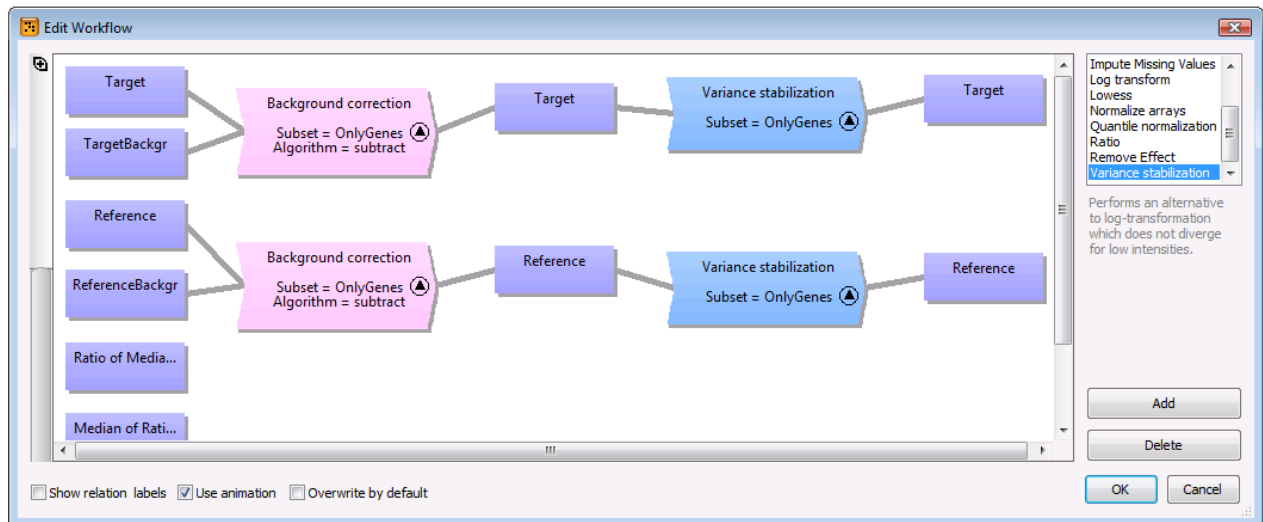 Edit Workflow
Target
TargetBackgr
Background correction
Subset = OnlyGenes
Algorithm = subtract
Target
Variance stabilization
Subset = OnlyGenes
Target
Reference
ReferenceBackgr
Background correction
Subset = OnlyGenes
Algorithm = subtract
Reference
Variance stabilization
Subset = OnlyGenes
Reference
Ratio of Media...
Median of Rati...
Impute Missing Values
Log transform
Lowess
Normalize arrays
Quantile normalization
Ratio
Remove Effect
Variance stabilization
Performs an alternative
to log-transformation
which does not diverge
for low intensities.
Add
Delete
Show relation labels
Use animation
Overwrite by default
OK
Cancel